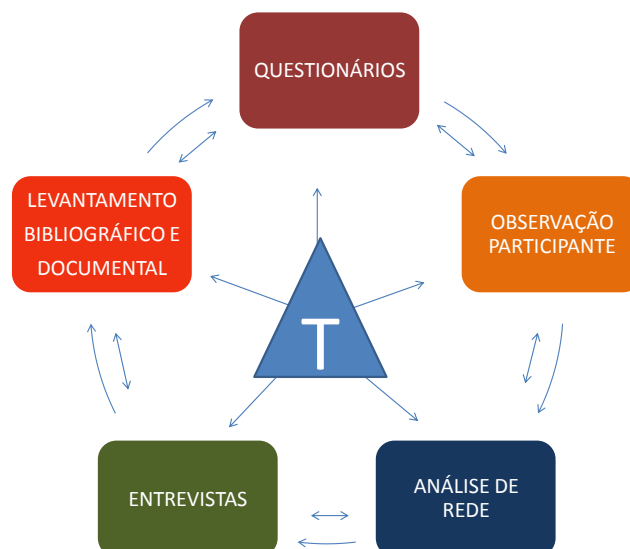 QUESTIONÁRIOS
LEVANTAMENTO
BIBLIOGRÁFICO E
DOCUMENTAL
OBSERVAÇÃO
PARTICIPANTE
T
ENTREVISTAS
ANÁLISE DE
REDE